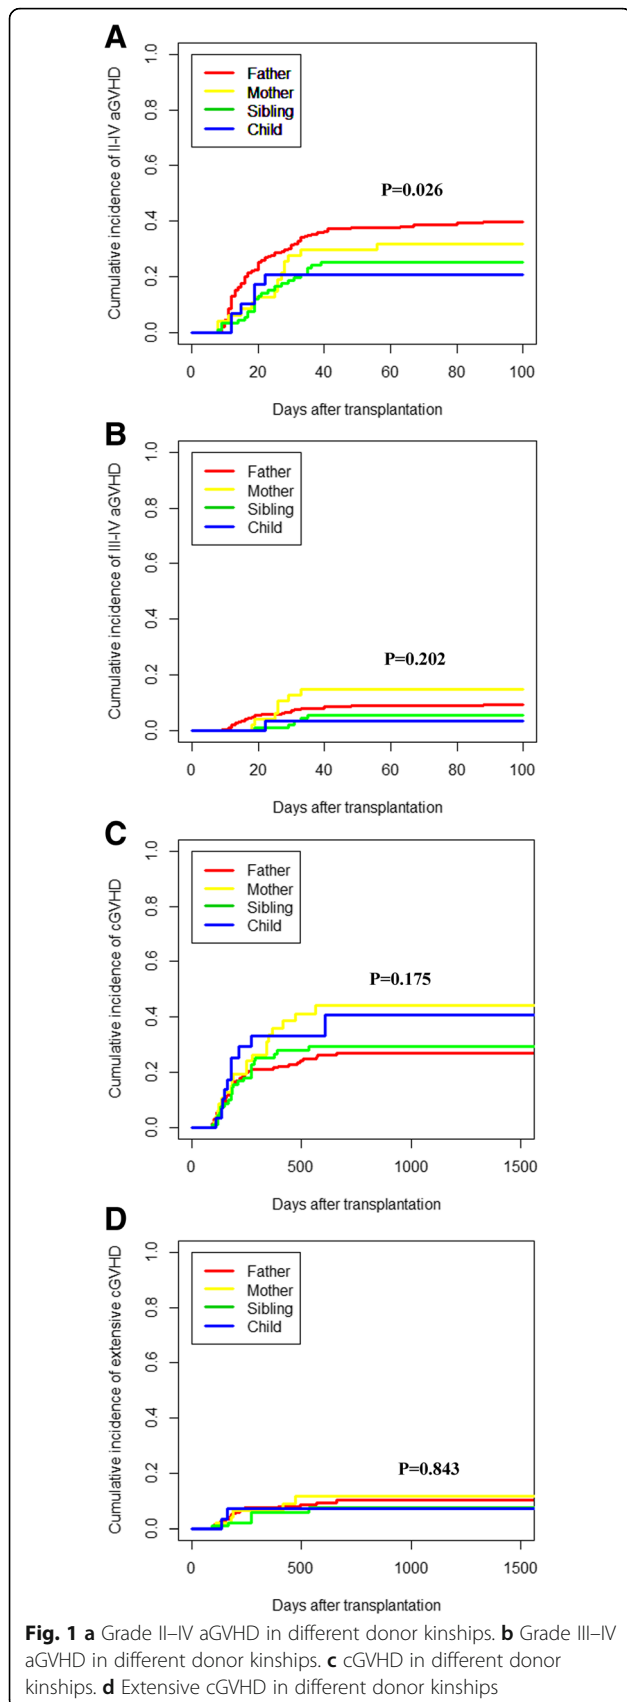 A
Cumulative incidence of II-IV aGVHD
1.0
0.8
0.6
0.4
0.2
0.0
Father
Mother
Sibling
Child
P=0.026
0 20 40 60 80 100
Days after transplantation
B
Cumulative incidence of III-IV aGVHD
1.0
0.8
0.6
0.4
0.2
0.0
Father
Mother
Sibling
Child
P=0.202
0 20 40 60 80 100
Days after transplantation
C
Cumulative incidence of cGVHD
1.0
0.8
0.6
0.4
0.2
0.0
Father
Mother
Sibling
Child
P=0.175
0 500 1000 1500
Days after transplantation
D
Cumulative incidence of extensive cGVHD
1.0
0.8
0.6
0.4
0.2
0.0
Father
Mother
Sibling
Child
P=0.843
0 500 1000 1500
Days after transplantation
Fig. 1 a Grade II–IV aGVHD in different donor kinships. b Grade III–IV
aGVHD in different donor kinships. c cGVHD in different donor
kinships. d Extensive cGVHD in different donor kinships